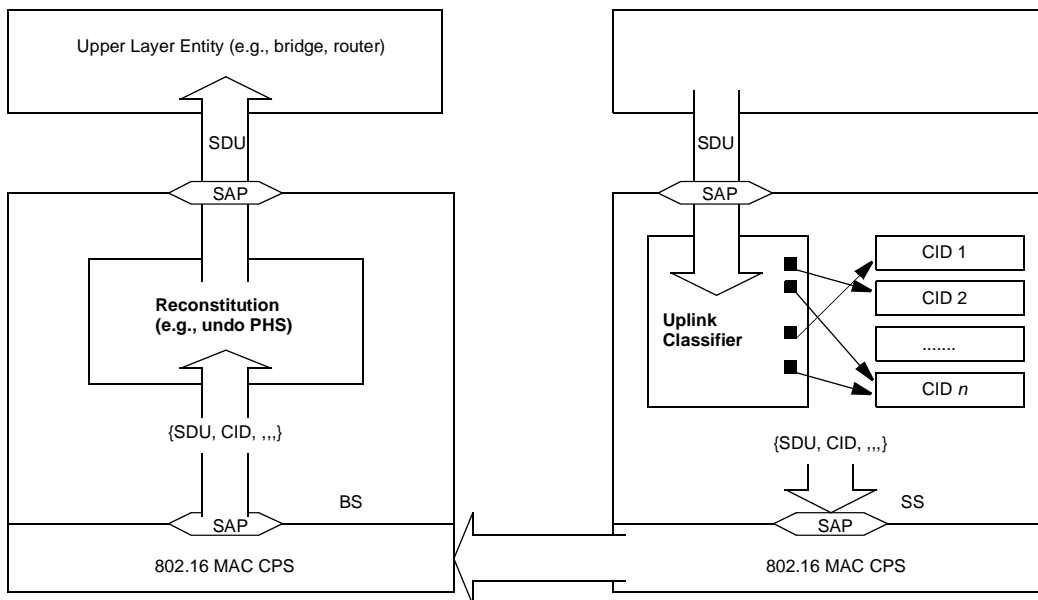 Upper Layer Entity (e.g., bridge, router)
SDU
SAP
Reconstitution
(e.g., undo PHS)
{SDU, CID, ,,,}
BS
SAP
802.16 MAC CPS
SDU
SAP
Uplink
Classifier
CID 1
CID 2
.......
CID n
{SDU, CID, ,,,}
SS
SAP
802.16 MAC CPS